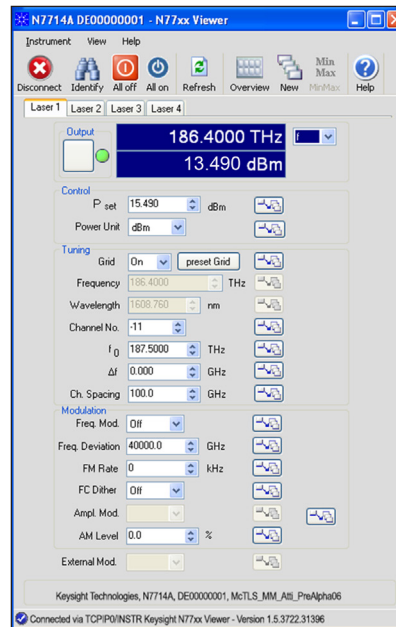 N7714A DE00000001 - N77xx Viewer
Instrument View Help
Disconnect Identify All off All on Refresh Overview New MinMax Help
Min Max
Laser 1 Laser 2 Laser 3 Laser 4
Output
186.4000 THz
f
13.490 dBm
Control
P set 15.490 dBm
Power Unit dBm
Tuning
Grid On preset Grid
Frequency 186.4000 THz
Wavelength 1608.760 nm
Channel No. -11
f0 187.5000 THz
Δf 0.000 GHz
Ch. Spacing 100.0 GHz
Modulation
Freq. Mod. Off
Freq. Deviation 40000.0 GHz
FM Rate 0 kHz
FC Dither Off
Ampl. Mod.
AM Level 0.0 %
External Mod.
Keysight Technologies, N7714A, DE00000001, McTLS_MM_Atti_PreAlpha06
Connected via TCPIP0/INSTR Keysight N77xx Viewer - Version 1.5.3722.31396